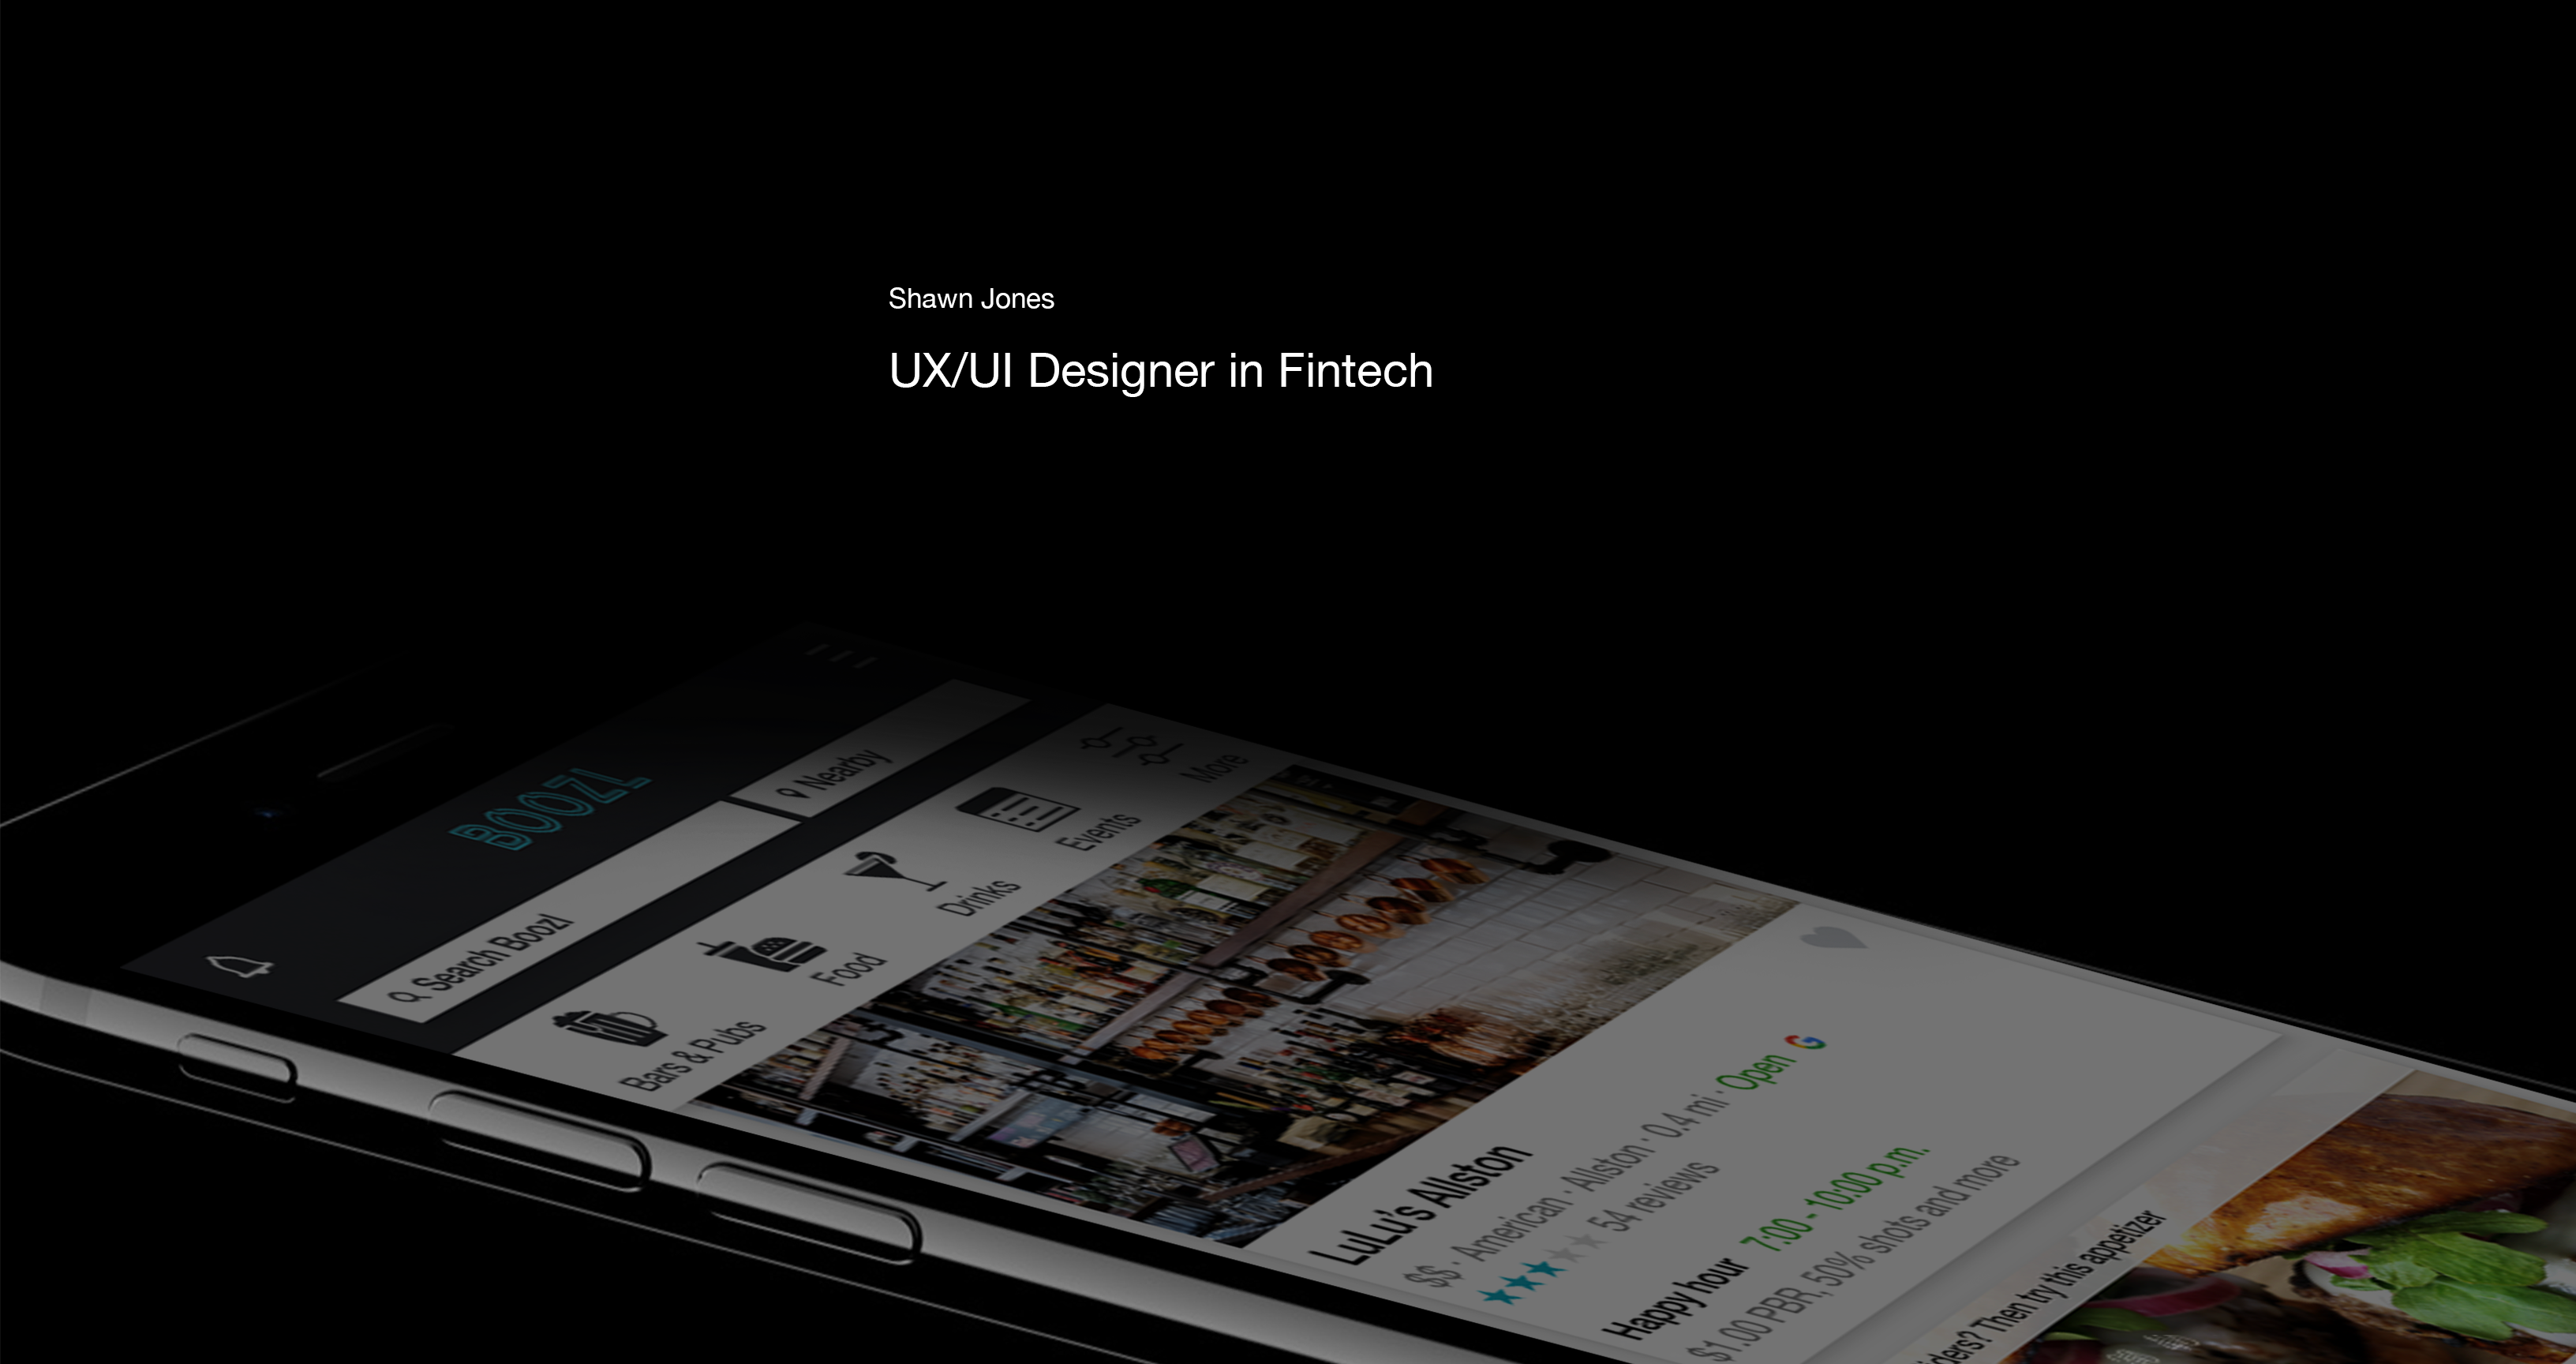 Shawn Jones
UX/UI Designer in Fintech
BOOZL
Search Boozl
Nearby
Bars & Pubs
Food
Drinks
Events
More
LuLu's Allston
$$ · American · Allston · 0.4 mi · Open G
54 reviews
Happy hour 7:00 - 10:00 p.m.
$1.00 PBR, 50% shots and more
Then try this appetizer